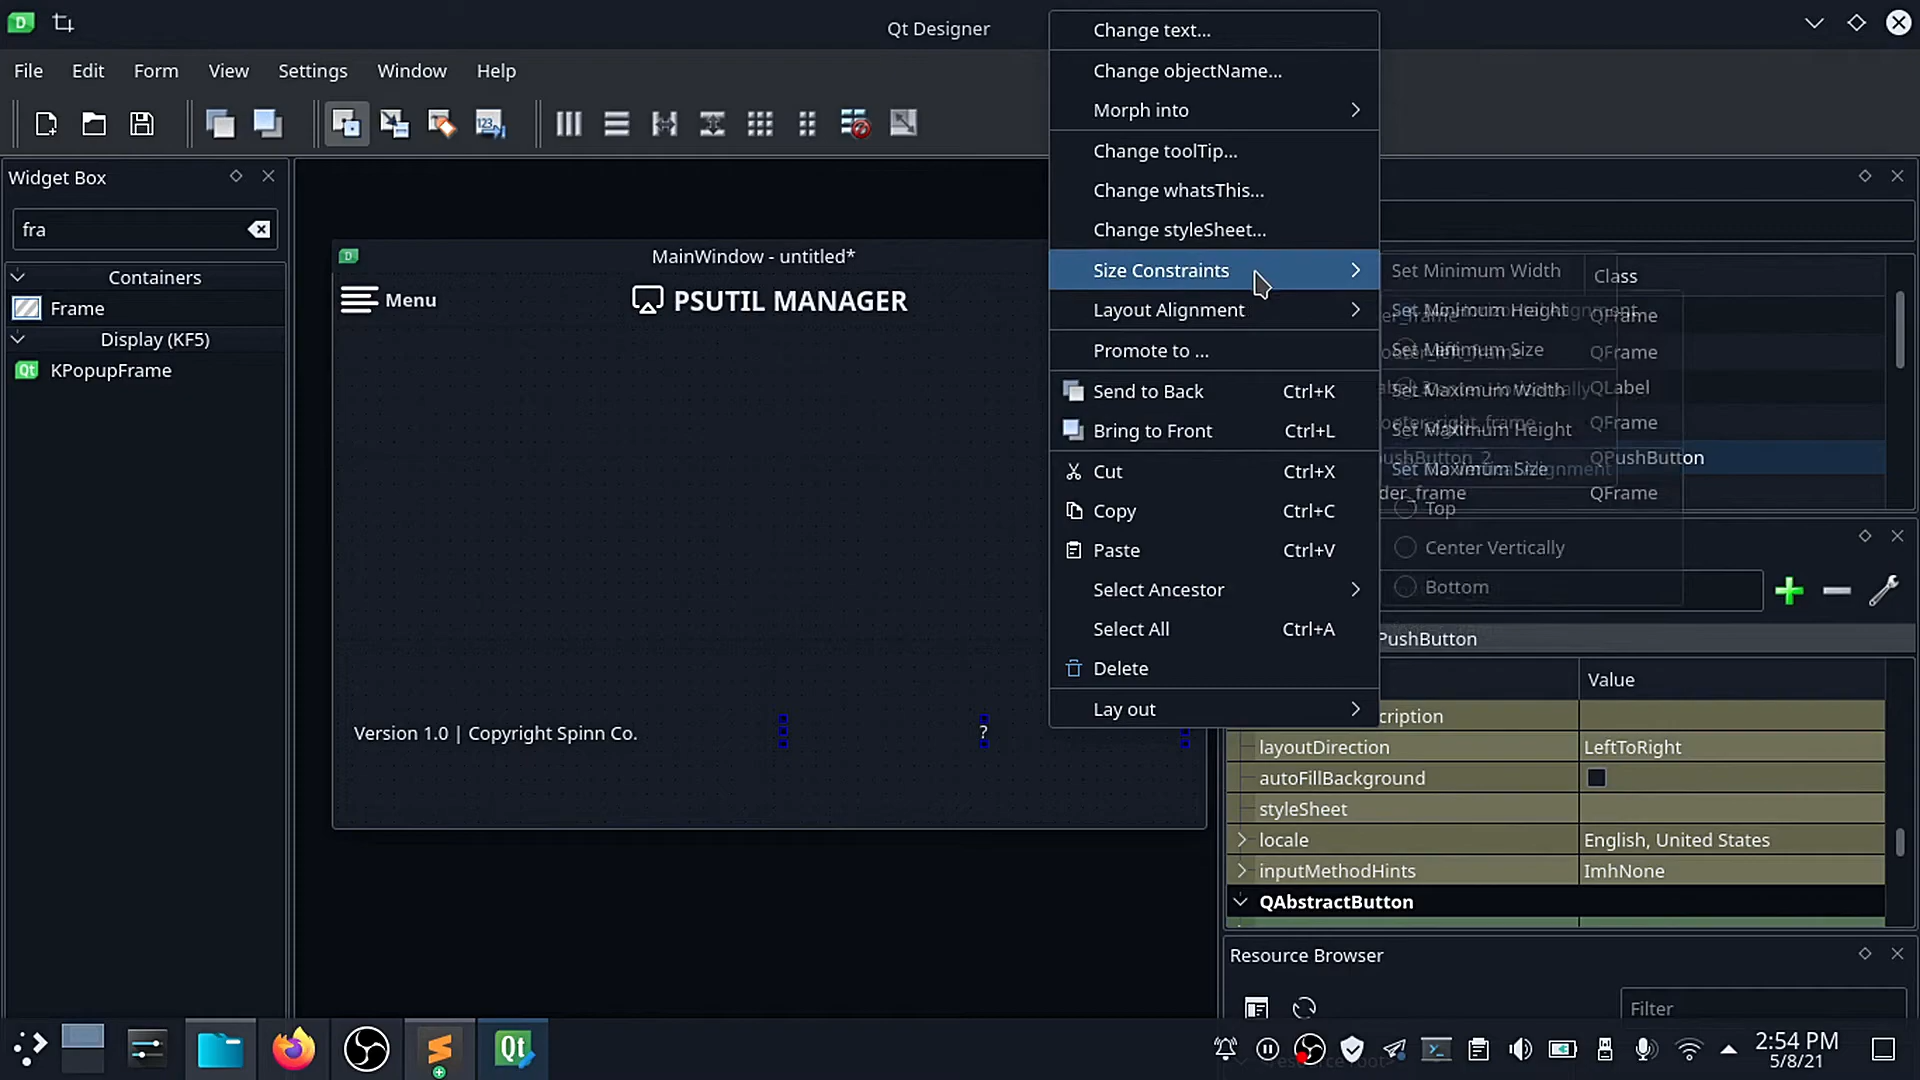 Qt Designer
File Edit Form View Settings Window Help
Widget Box
fra
Containers
Frame
Display (KF5)
KPopupFrame
MainWindow - untitled*
Menu
PSUTIL MANAGER
Version 1.0 | Copyright Spinn Co.
?
Change text...
Change objectName...
Morph into
Change toolTip...
Change whatsThis...
Change styleSheet...
Size Constraints
Layout Alignment
Promote to ...
Send to Back Ctrl+K
Bring to Front Ctrl+L
Cut Ctrl+X
Copy Ctrl+C
Paste Ctrl+V
Select Ancestor
Select All Ctrl+A
Delete
Lay out
Set Minimum Width
Set Minimum Height
Set Minimum Size
Set Maximum Width
Set Maximum Height
Set Maximum Size
Top
Center Vertically
Bottom
Class
QFrame
QFrame
QLabel
QFrame
pushButton_2 QPushButton
der_frame QFrame
PushButton
Value
cription
layoutDirection LeftToRight
autoFillBackground
styleSheet
locale English, United States
inputMethodHints ImhNone
QAbstractButton
Resource Browser
Filter
2:54 PM
5/8/21